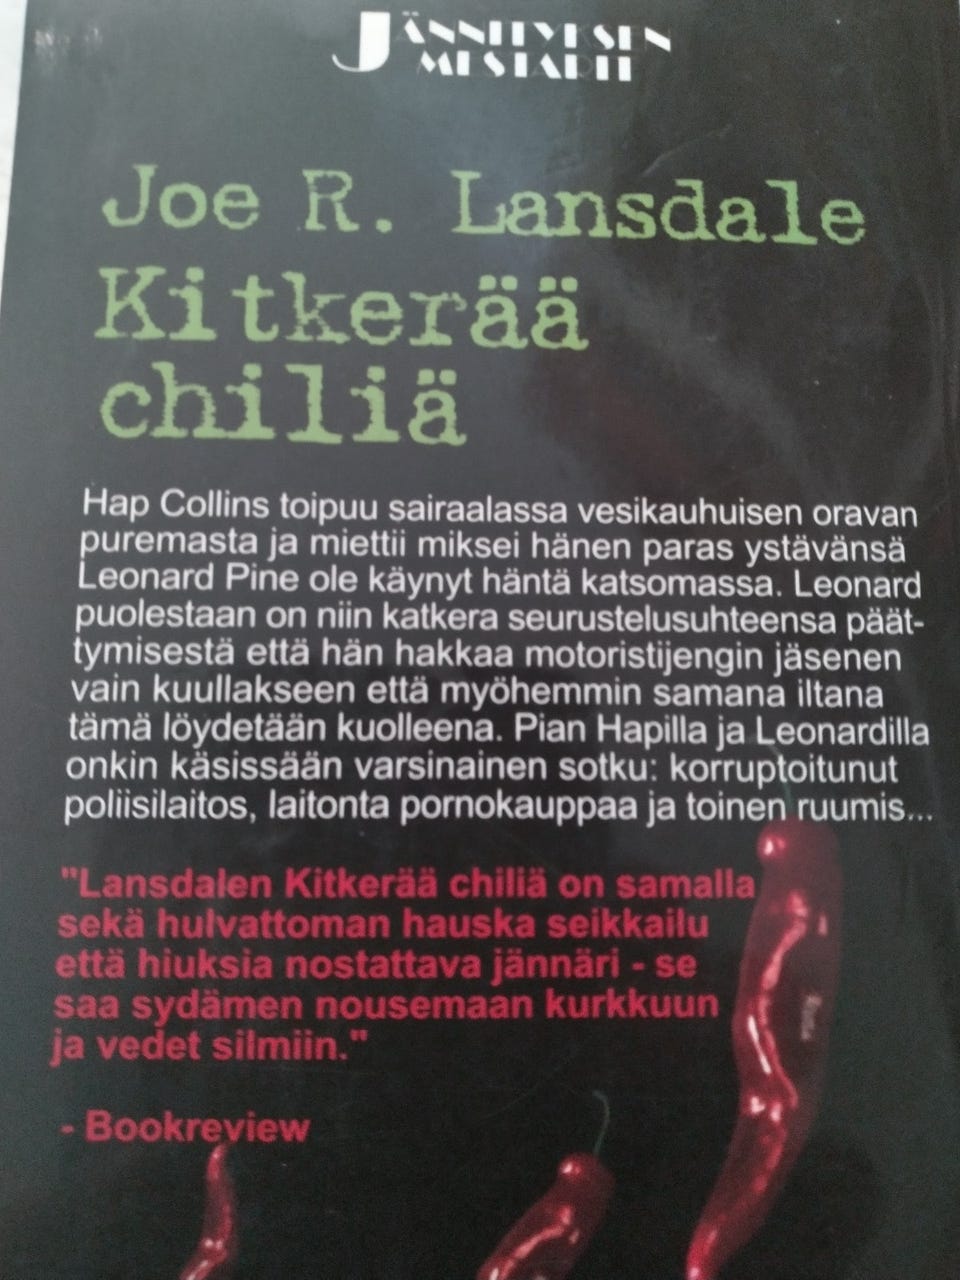 JÄNNITYKSEN
MESTARIT
Joe R. Lansdale
Kitkerää
chiliä
Hap Collins toipuu sairaalassa vesikauhuisen oravan
puremasta ja miettii miksei hänen paras ystävänsä
Leonard Pine ole käynyt häntä katsomassa. Leonard
puolestaan on niin katkera seurustelusuhteensa päät-
tymisestä että hän hakkaa motoristijengin jäsenen
vain kuullakseen että myöhemmin samana iltana
tämä löydetään kuolleena. Pian Hapilla ja Leonardilla
onkin käsissään varsinainen sotku: korruptoitunut
poliisilaitos, laitonta pornokauppaa ja toinen ruumis...
"Lansdalen Kitkerää chiliä on samalla
sekä hulvattoman hauska seikkailu
että hiuksia nostattava jännäri - se
saa sydämen nousemaan kurkkuun
ja vedet silmiin."
- Bookreview